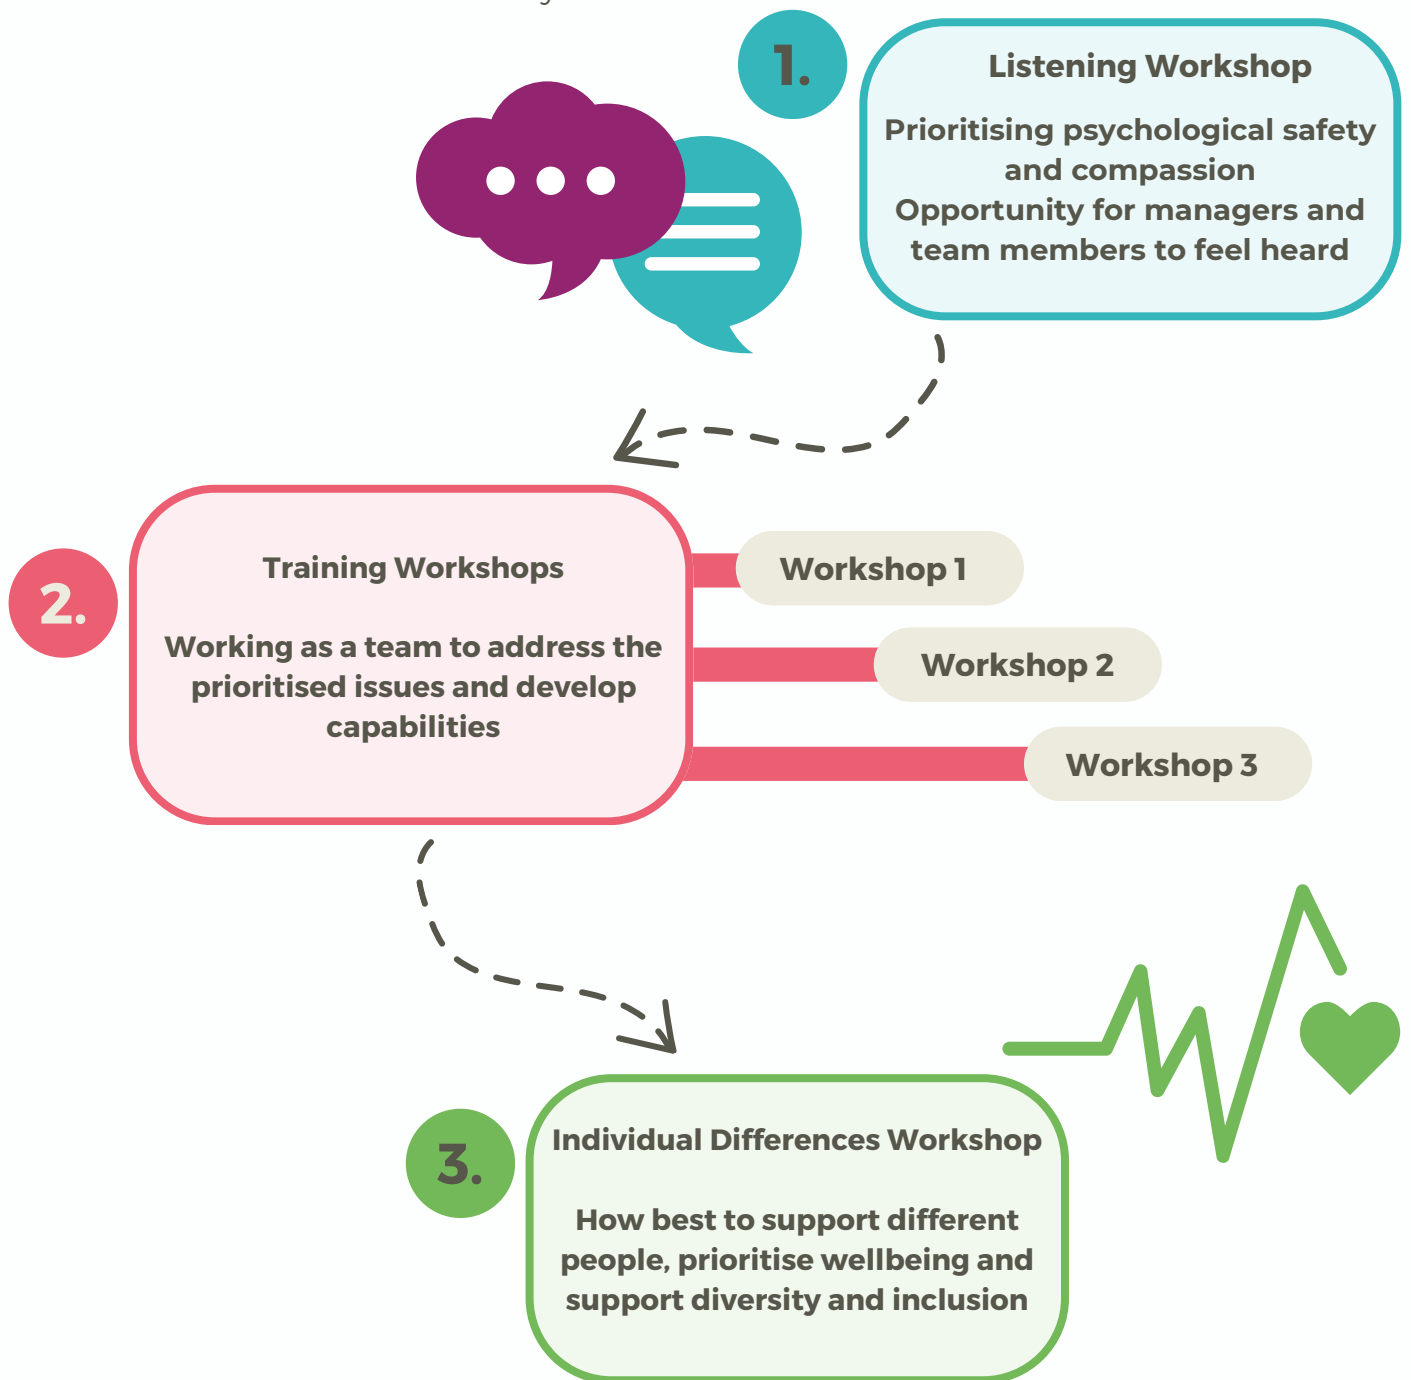 1.
Listening Workshop
Prioritising psychological safety
and compassion
Opportunity for managers and
team members to feel heard
2.
Training Workshops
Working as a team to address the
prioritised issues and develop
capabilities
Workshop 1
Workshop 2
Workshop 3
3.
Individual Differences Workshop
How best to support different
people, prioritise wellbeing and
support diversity and inclusion